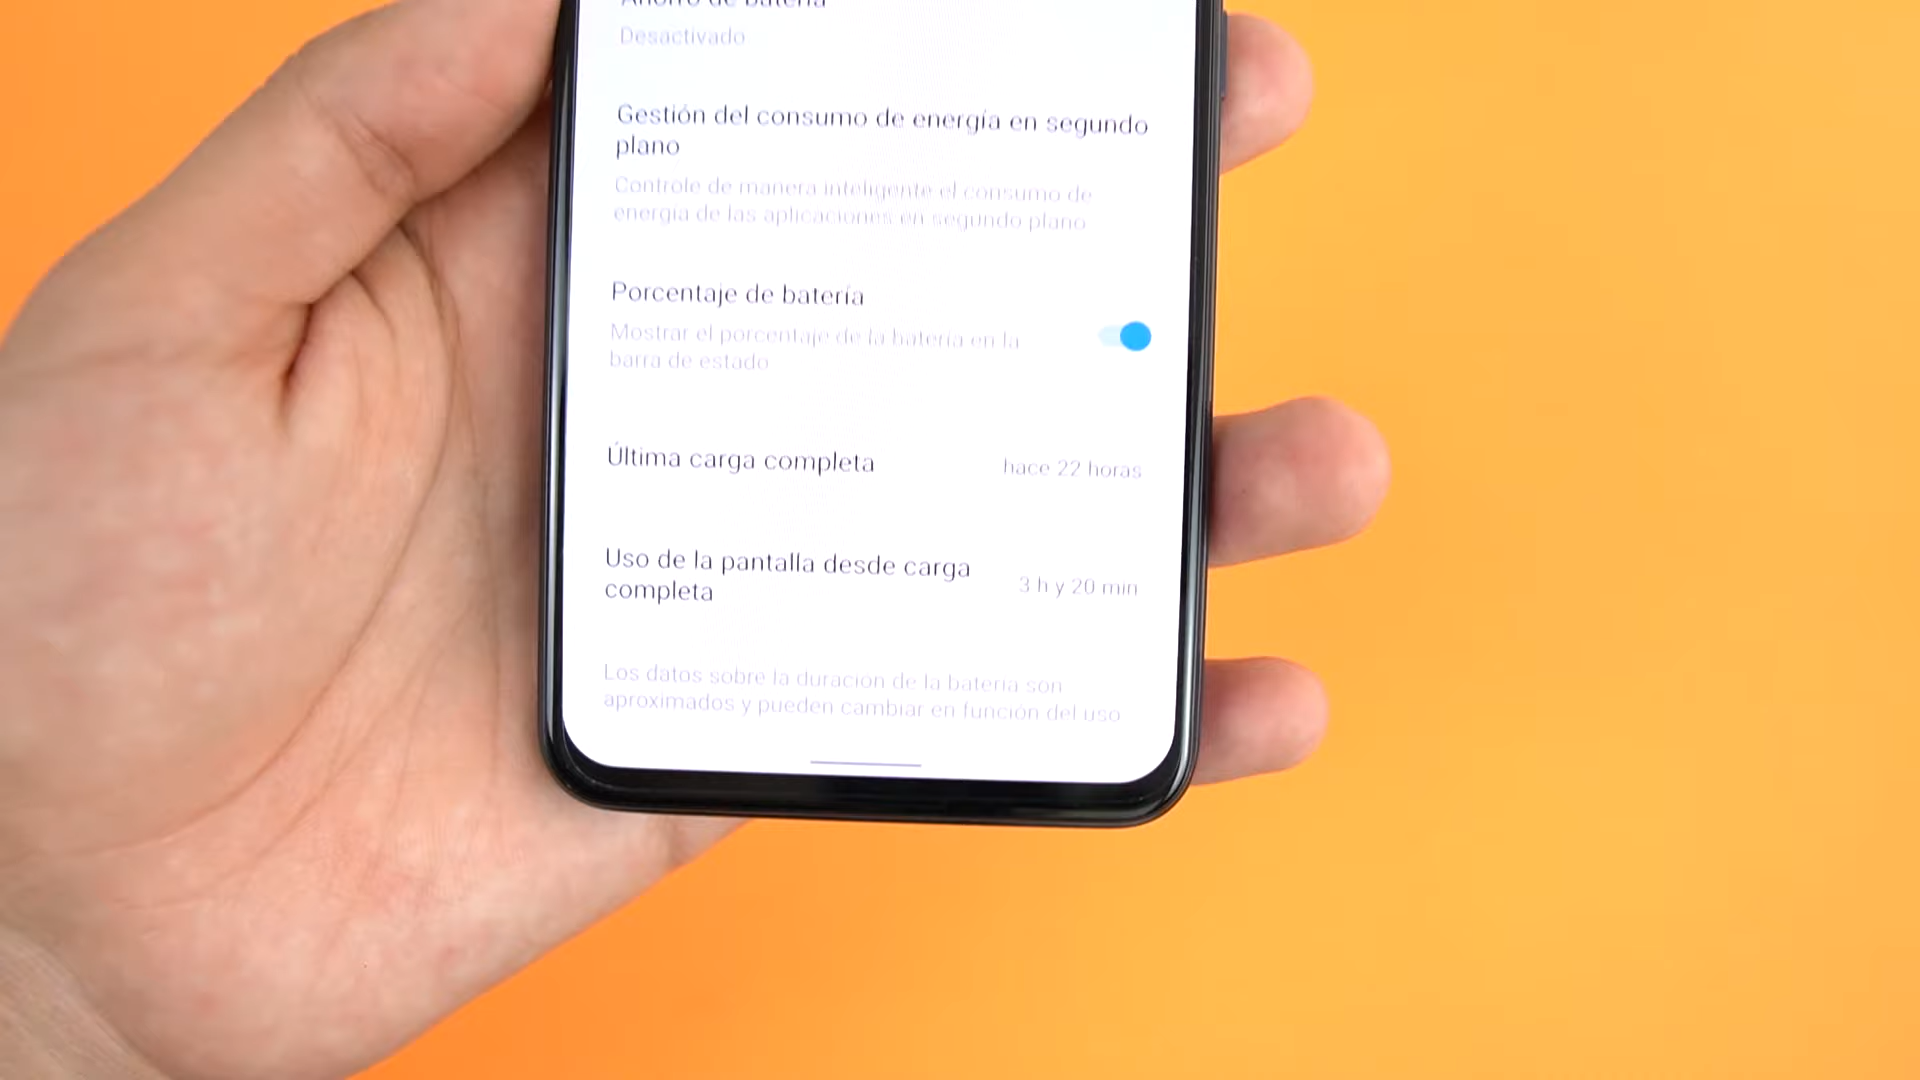 Ahorro de batería
Desactivado
Gestión del consumo de energía en segundo
plano
Controle de manera inteligente el consumo de
energía de las aplicaciones en segundo plano
Porcentaje de batería
Mostrar el porcentaje de la batería en la
barra de estado
Última carga completa
hace 22 horas
Uso de la pantalla desde carga
completa
3 h y 20 min
Los datos sobre la duración de la batería son
aproximados y pueden cambiar en función del uso